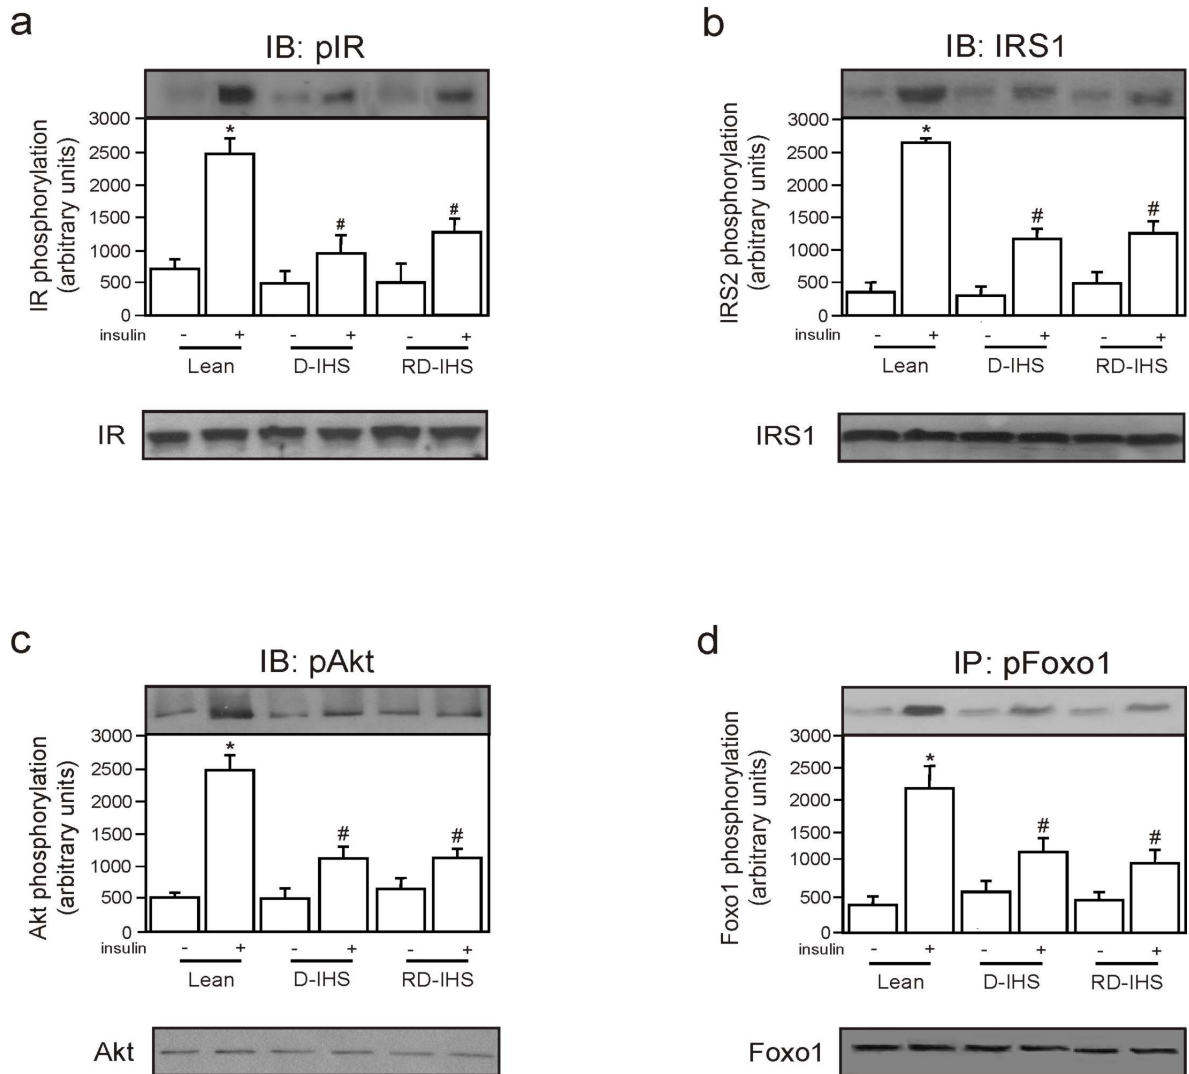 a
IB: pIR
IR phosphorylation
(arbitrary units)
3000
*
2500
2000
1500
#
#
1000
500
0
insulin - + - + - +
Lean D-IHS RD-IHS
IR
b
IB: IRS1
IRS2 phosphorylation
(arbitrary units)
3000
*
2500
2000
1500
#
#
1000
500
0
insulin - + - + - +
Lean D-IHS RD-IHS
IRS1
c
IB: pAkt
Akt phosphorylation
(arbitrary units)
3000
*
2500
2000
1500
#
#
1000
500
0
insulin - + - + - +
Lean D-IHS RD-IHS
Akt
d
IP: pFoxo1
Foxo1 phosphorylation
(arbitrary units)
3000
*
2500
2000
1500
#
#
1000
500
0
insulin - + - + - +
Lean D-IHS RD-IHS
Foxo1